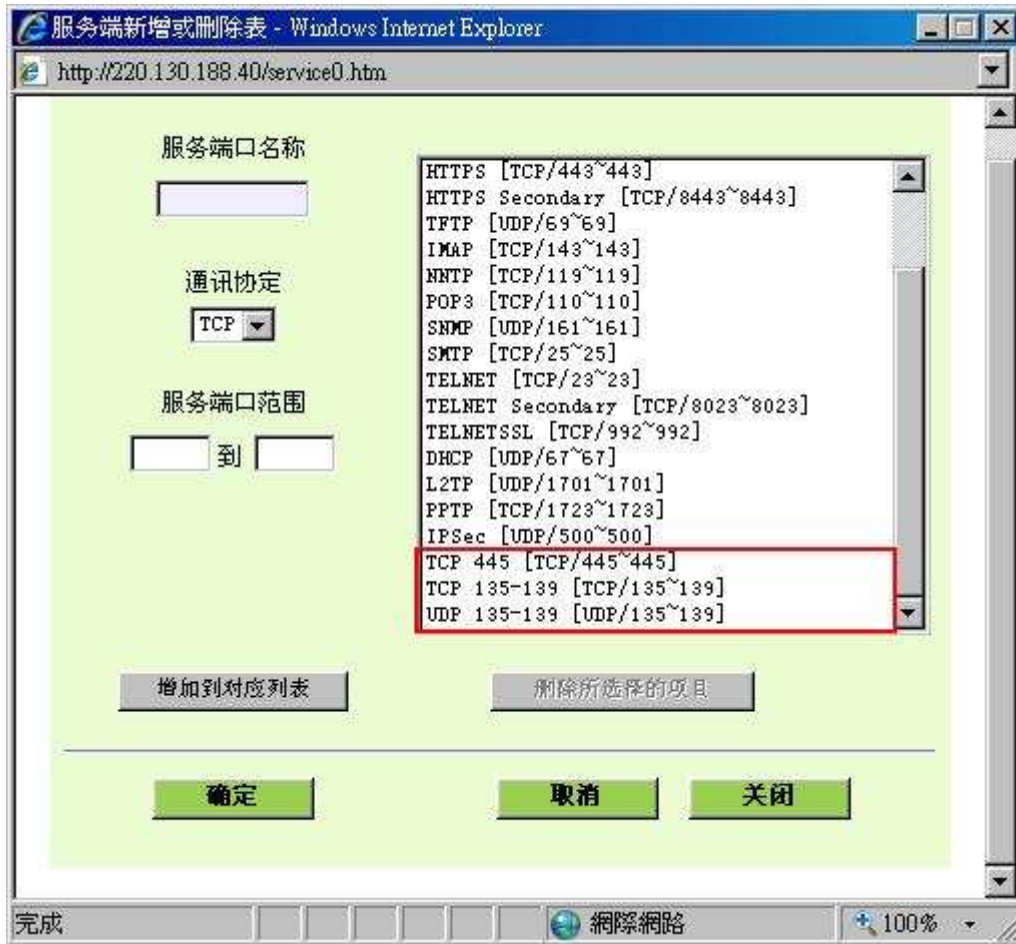 服务端新增或删除表 - Windows Internet Explorer
http://220.130.188.40/service0.htm
服务端口名称
通讯协定
TCP
服务端口范围
到
HTTPS [TCP/443~443]
HTTPS Secondary [TCP/8443~8443]
TFTP [UDP/69~69]
IMAP [TCP/143~143]
NNTP [TCP/119~119]
POP3 [TCP/110~110]
SNMP [UDP/161~161]
SMTP [TCP/25~25]
TELNET [TCP/23~23]
TELNET Secondary [TCP/8023~8023]
TELNETSSL [TCP/992~992]
DHCP [UDP/67~67]
L2TP [UDP/1701~1701]
PPTP [TCP/1723~1723]
IPSec [UDP/500~500]
TCP 445 [TCP/445~445]
TCP 135-139 [TCP/135~139]
UDP 135-139 [UDP/135~139]
增加到对应列表
删除所选择的项目
确定
取消
关闭
完成
網際網路
100%